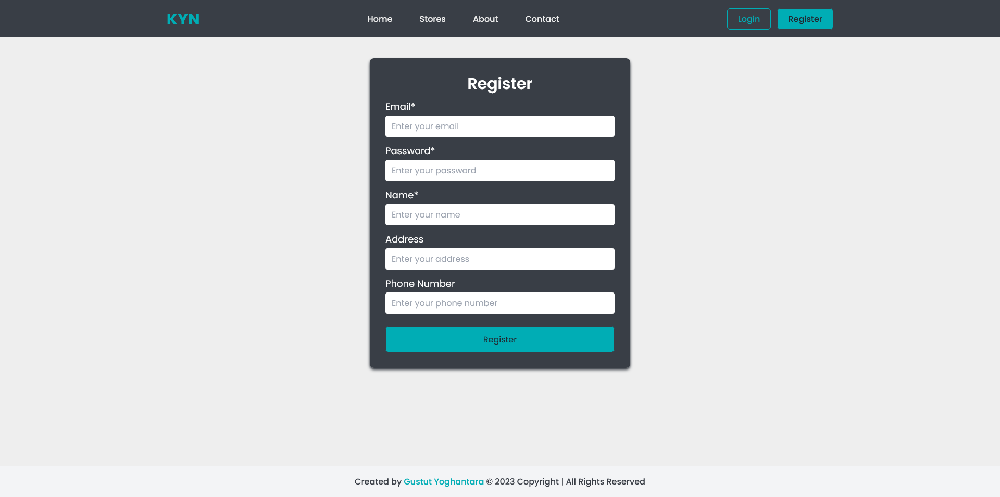 KYN
Home Stores About Contact
Login Register
Register
Email*
Enter your email
Password*
Enter your password
Name*
Enter your name
Address
Enter your address
Phone Number
Enter your phone number
Register
Created by Gustut Yoghantara © 2023 Copyright | All Rights Reserved